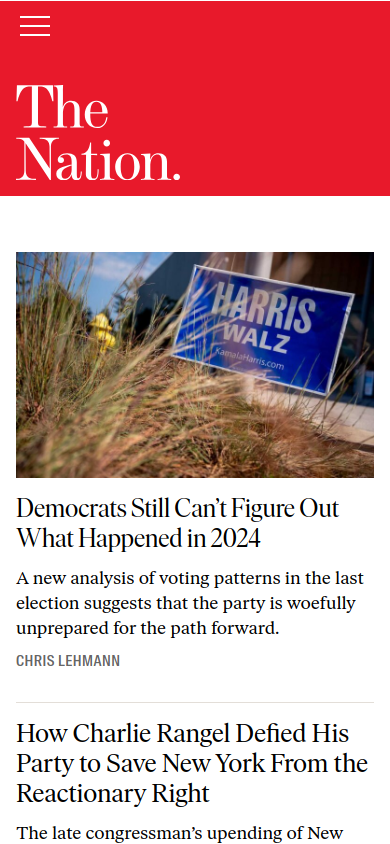 The
Nation.
HARRIS
WALZ
KamalaHarris.com
Democrats Still Can’t Figure Out
What Happened in 2024
A new analysis of voting patterns in the last
election suggests that the party is woefully
unprepared for the path forward.
CHRIS LEHMANN
How Charlie Rangel Defied His
Party to Save New York From the
Reactionary Right
The late congressman’s upending of New